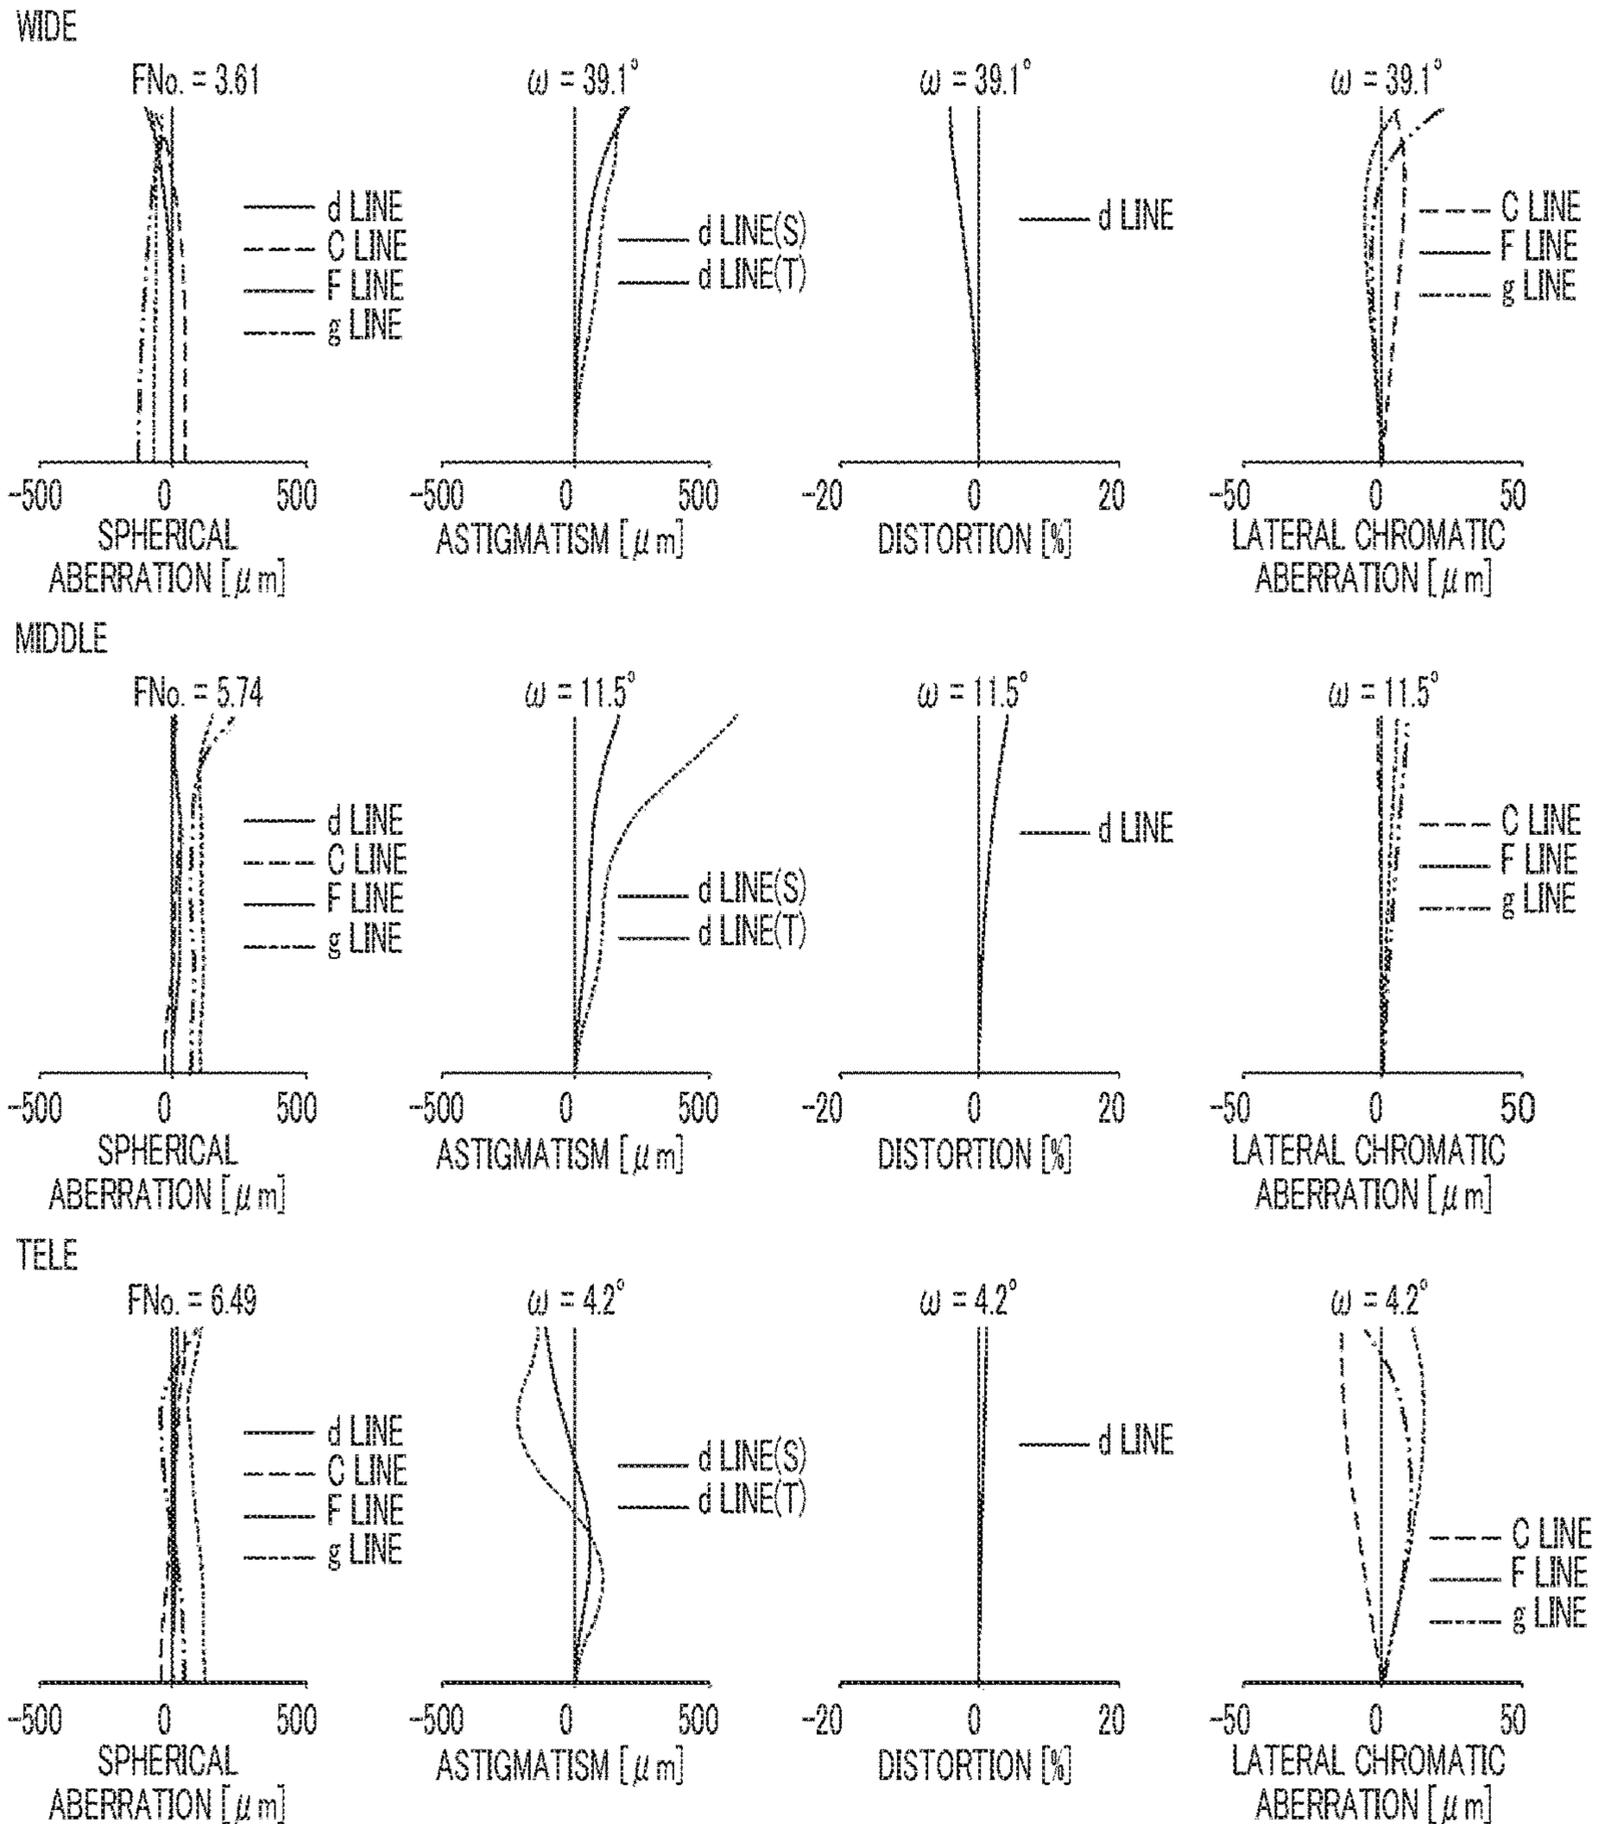 WIDE
FNo. = 3.61
d LINE
C LINE
F LINE
g LINE
-500 0 500
SPHERICAL
ABERRATION [μm]
ω = 39.1°
d LINE(S)
d LINE(T)
-500 0 500
ASTIGMATISM [μm]
ω = 39.1°
d LINE
-20 0 20
DISTORTION [%]
ω = 39.1°
C LINE
F LINE
g LINE
-50 0 50
LATERAL CHROMATIC
ABERRATION [μm]
MIDDLE
FNo. = 5.74
d LINE
C LINE
F LINE
g LINE
-500 0 500
SPHERICAL
ABERRATION [μm]
ω = 11.5°
d LINE(S)
d LINE(T)
-500 0 500
ASTIGMATISM [μm]
ω = 11.5°
d LINE
-20 0 20
DISTORTION [%]
ω = 11.5°
C LINE
F LINE
g LINE
-50 0 50
LATERAL CHROMATIC
ABERRATION [μm]
TELE
FNo. = 6.49
d LINE
C LINE
F LINE
g LINE
-500 0 500
SPHERICAL
ABERRATION [μm]
ω = 4.2°
d LINE(S)
d LINE(T)
-500 0 500
ASTIGMATISM [μm]
ω = 4.2°
d LINE
-20 0 20
DISTORTION [%]
ω = 4.2°
C LINE
F LINE
g LINE
-50 0 50
LATERAL CHROMATIC
ABERRATION [μm]